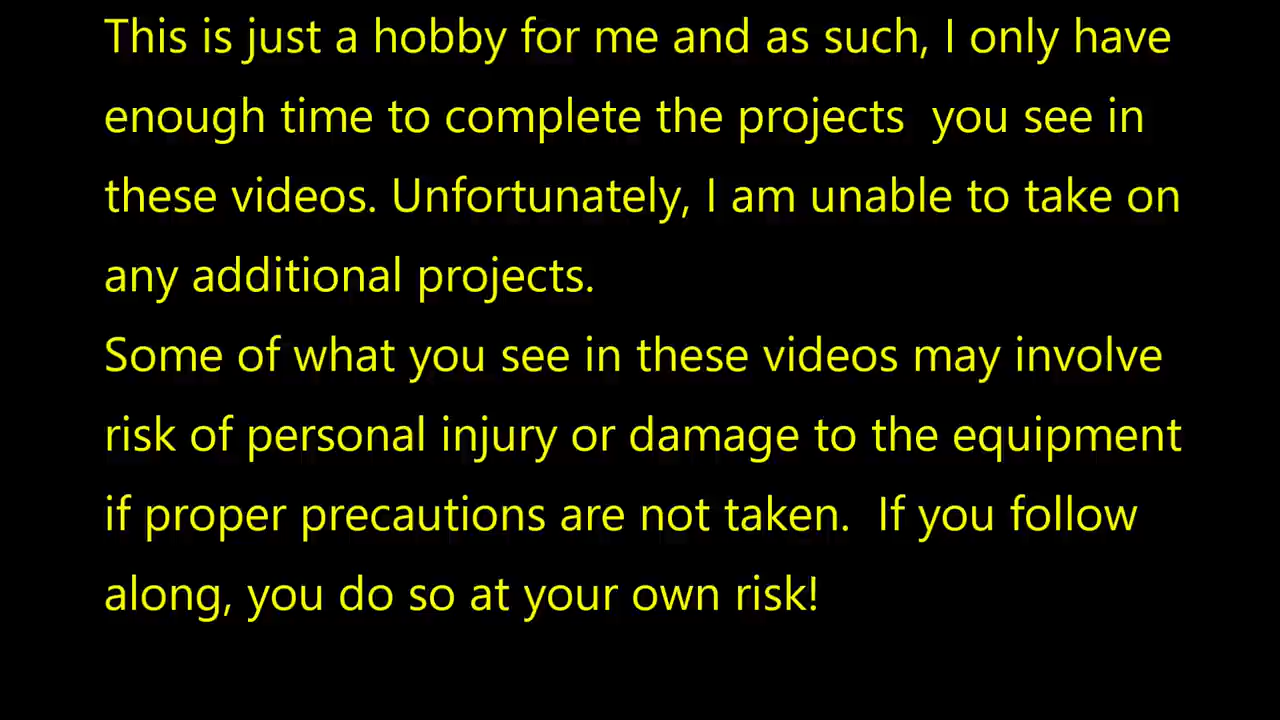 This is just a hobby for me and as such, I only have
enough time to complete the projects  you see in
these videos. Unfortunately, I am unable to take on
any additional projects.
Some of what you see in these videos may involve
risk of personal injury or damage to the equipment
if proper precautions are not taken.  If you follow
along, you do so at your own risk!